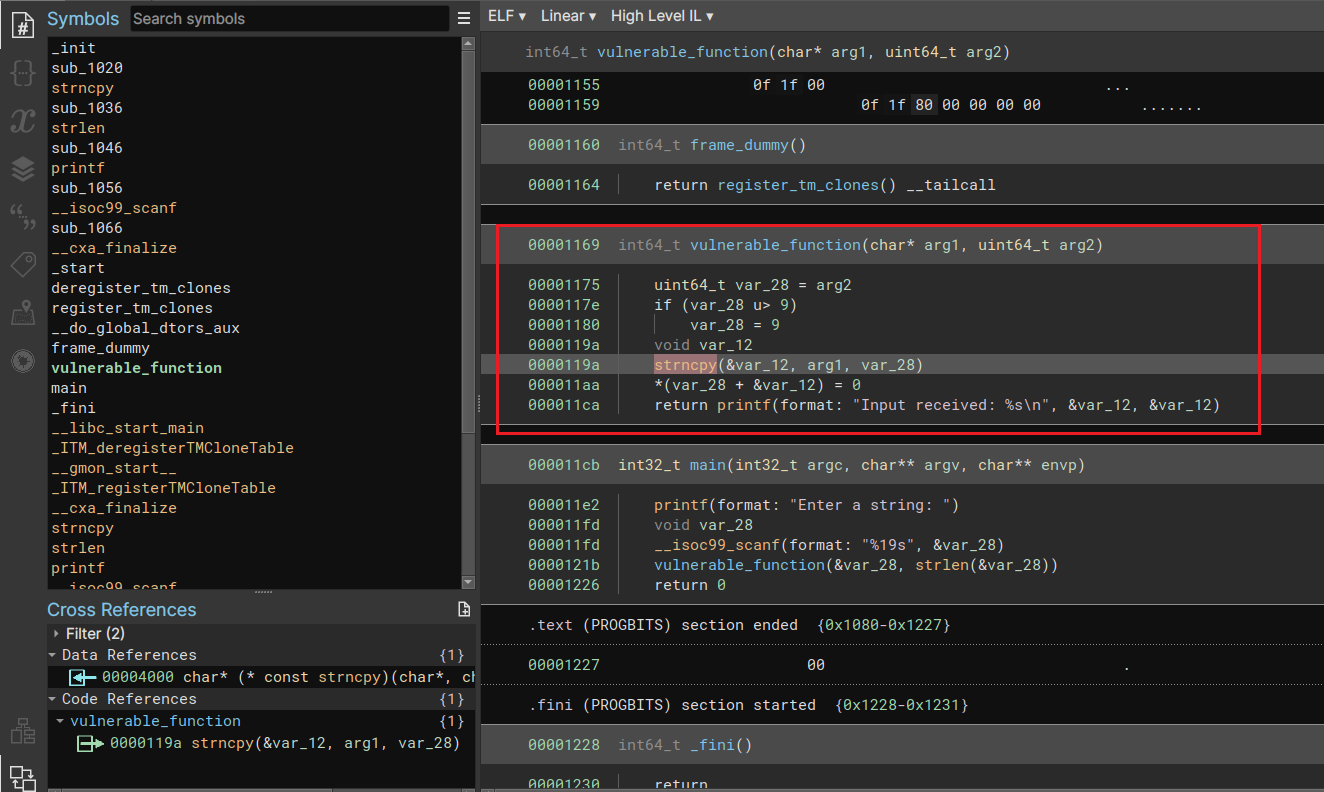 Symbols
Search symbols
_init
sub_1020
strncpy
sub_1036
strlen
sub_1046
printf
sub_1056
__isoc99_scanf
sub_1066
__cxa_finalize
_start
deregister_tm_clones
register_tm_clones
__do_global_dtors_aux
frame_dummy
vulnerable_function
main
_fini
__libc_start_main
_ITM_deregisterTMCloneTable
__gmon_start__
_ITM_registerTMCloneTable
__cxa_finalize
strncpy
strlen
printf
__isoc99_scanf
Cross References
Filter (2)
Data References {1}
00004000 char* (* const strncpy)(char*, ch
Code References {1}
vulnerable_function {1}
0000119a strncpy(&var_12, arg1, var_28)
ELF ▾ Linear ▾ High Level IL ▾
int64_t vulnerable_function(char* arg1, uint64_t arg2)
00001155 0f 1f 00 ...
00001159 0f 1f 80 00 00 00 00 .......
00001160 int64_t frame_dummy()
00001164 return register_tm_clones() __tailcall
00001169 int64_t vulnerable_function(char* arg1, uint64_t arg2)
00001175 uint64_t var_28 = arg2
0000117e if (var_28 u> 9)
00001180 var_28 = 9
0000119a void var_12
0000119a strncpy(&var_12, arg1, var_28)
000011aa *(var_28 + &var_12) = 0
000011ca return printf(format: "Input received: %s\n", &var_12, &var_12)
000011cb int32_t main(int32_t argc, char** argv, char** envp)
000011e2 printf(format: "Enter a string: ")
000011fd void var_28
000011fd __isoc99_scanf(format: "%19s", &var_28)
0000121b vulnerable_function(&var_28, strlen(&var_28))
00001226 return 0
.text (PROGBITS) section ended {0x1080-0x1227}
00001227 00 .
.fini (PROGBITS) section started {0x1228-0x1231}
00001228 int64_t _fini()
00001230 return